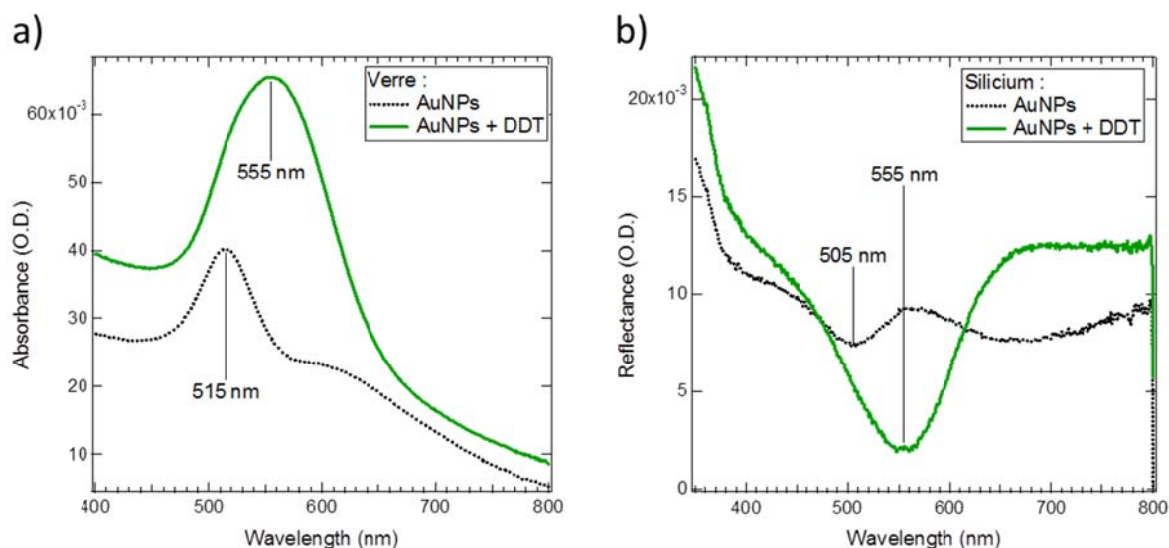 a)
Verre :
AuNPs
AuNPs + DDT
60x10⁻³
50
40
30
20
10
Absorbance (O.D.)
555 nm
515 nm
400 500 600 700 800
Wavelength (nm)
b)
Silicium :
AuNPs
AuNPs + DDT
20x10⁻³
15
10
5
0
Reflectance (O.D.)
555 nm
505 nm
400 500 600 700 800
Wavelength (nm)